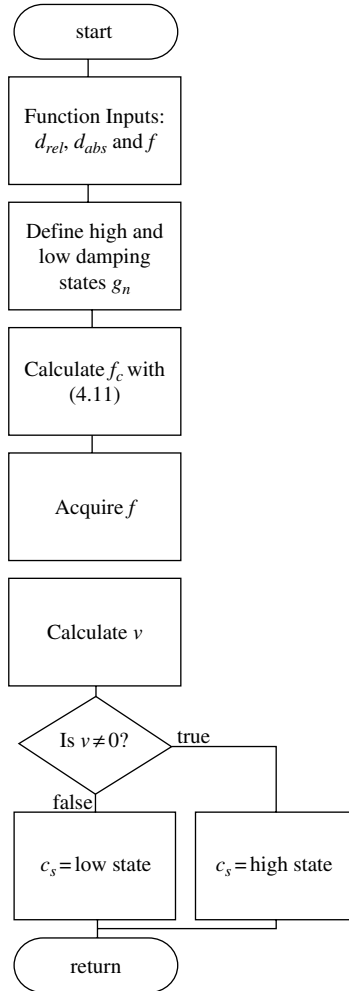 start
Function Inputs:
d_rel, d_abs and f
Define high and
low damping
states g_n
Calculate f_c with
(4.11)
Acquire f
Calculate v
Is v≠0?
true
false
c_s = low state
c_s = high state
return